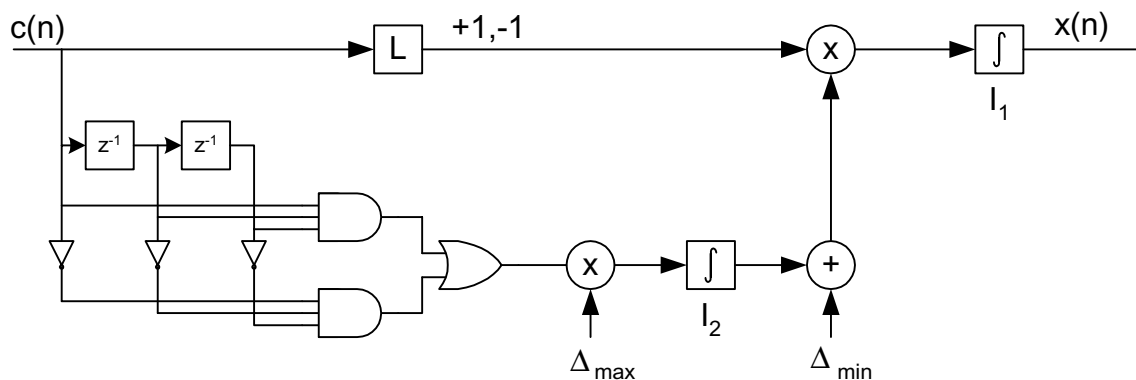 c(n)
L
+1,-1
x
∫
x(n)
I₁
z⁻¹
z⁻¹
x
∫
+
I₂
Δmax
Δmin